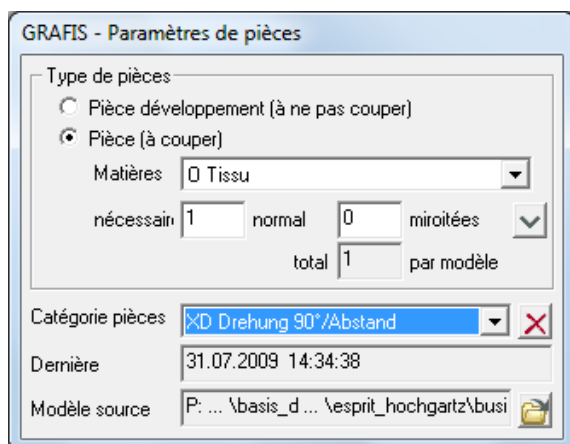 GRAFIS - Paramètres de pièces
Type de pièces
Pièce développement (à ne pas couper)
Pièce (à couper)
Matières O Tissu
nécessair 1 normal 0 miroitées
total 1 par modèle
Catégorie pièces XD Drehung 90°/Abstand
Dernière 31.07.2009 14:34:38
Modèle source P: ... \basis_d ... \esprit_hochgartz\busi